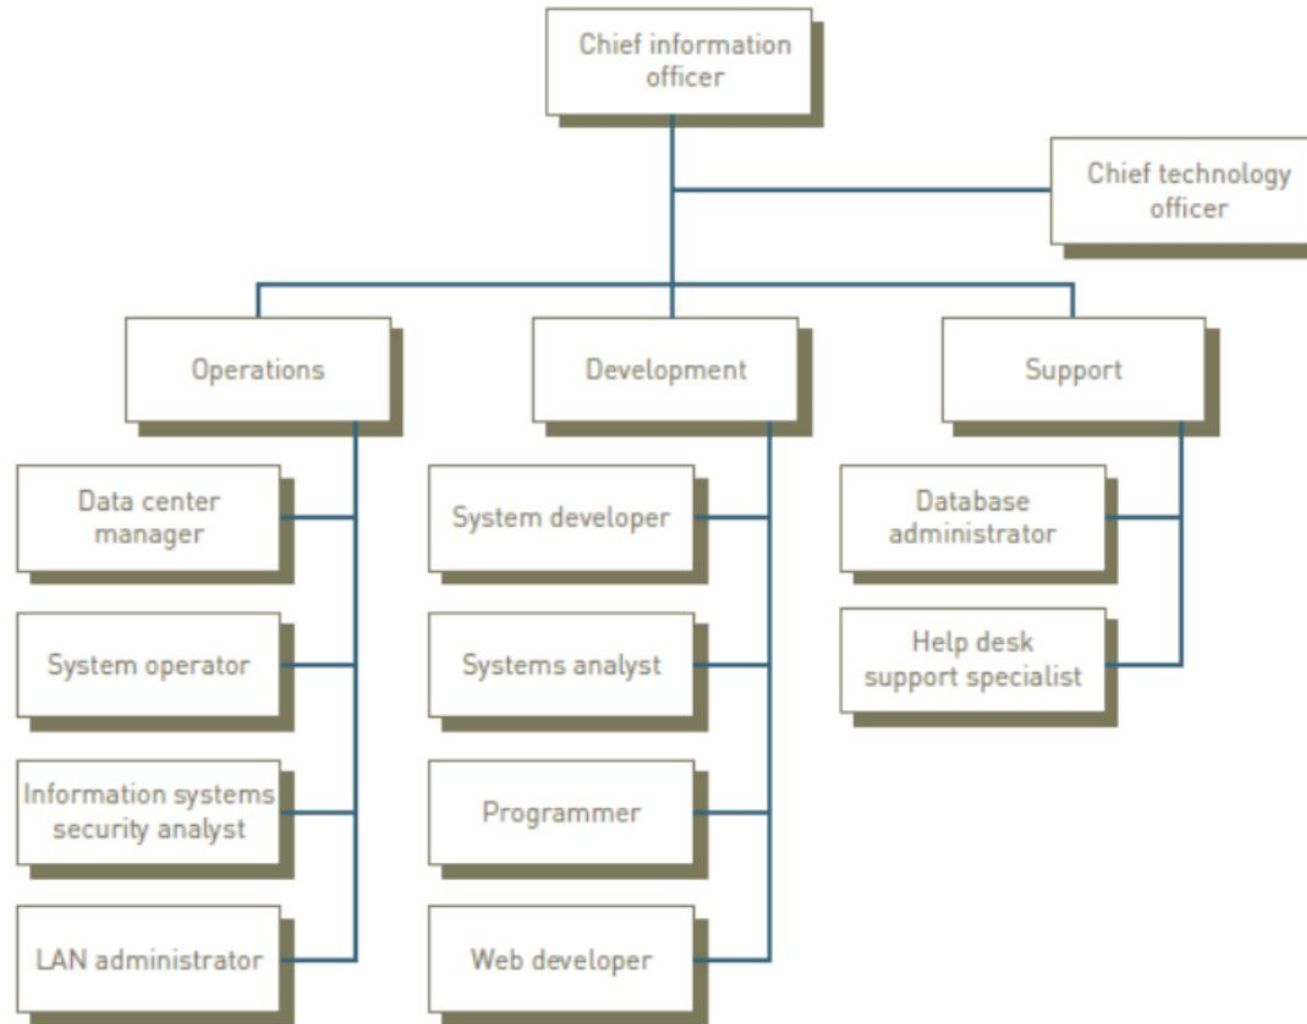 Chief information
officer
Chief technology
officer
Operations
Development
Support
Data center
manager
System developer
Database
administrator
System operator
Systems analyst
Help desk
support specialist
Information systems
security analyst
Programmer
LAN administrator
Web developer